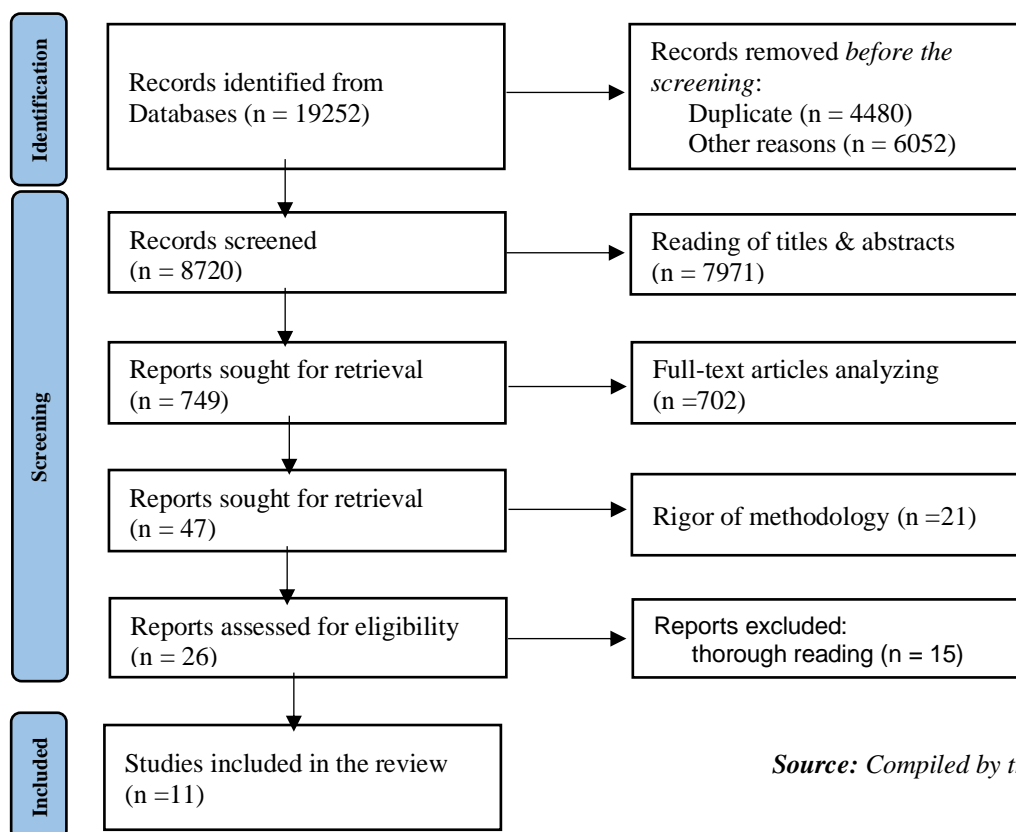 Identification
Records identified from
Databases (n = 19252)
Records removed before the
screening:
Duplicate (n = 4480)
Other reasons (n = 6052)
Screening
Records screened
(n = 8720)
Reading of titles & abstracts
(n = 7971)
Reports sought for retrieval
(n = 749)
Full-text articles analyzing
(n =702)
Reports sought for retrieval
(n = 47)
Rigor of methodology (n =21)
Reports assessed for eligibility
(n = 26)
Reports excluded:
thorough reading (n = 15)
Included
Studies included in the review
(n =11)
Source: Compiled by